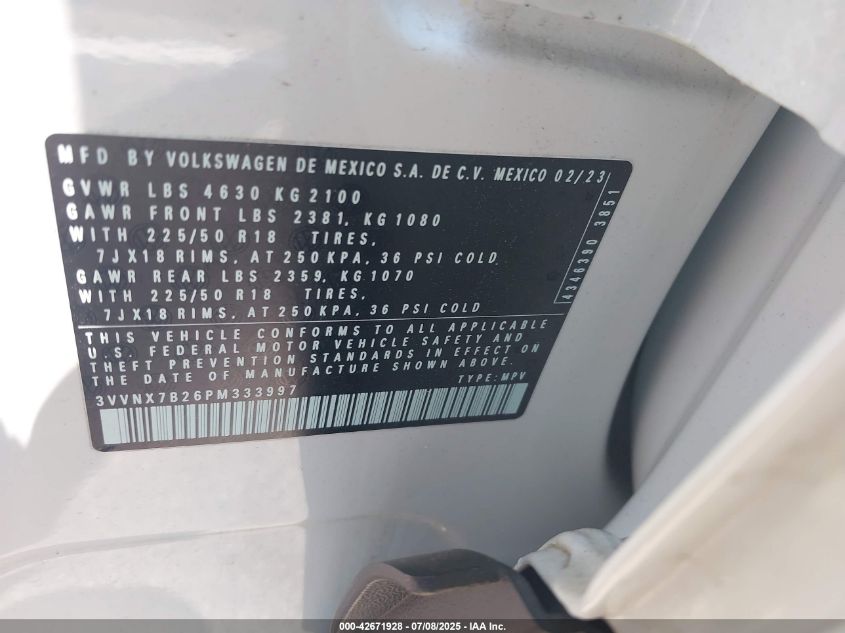 MFD BY VOLKSWAGEN DE MEXICO S.A. DE C.V. MEXICO 02/23
GVWR LBS 4630 KG 2100
GAWR FRONT LBS 2381, KG 1080
WITH 225/50 R18 TIRES,
7JX18 RIMS, AT 250 KPA, 36 PSI COLD
GAWR REAR LBS 2359, KG 1070
WITH 225/50 R18 TIRES,
7JX18 RIMS, AT 250 KPA, 36 PSI COLD
4346390 3851
THIS VEHICLE CONFORMS TO ALL APPLICABLE
U.S. FEDERAL MOTOR VEHICLE SAFETY AND
THEFT PREVENTION STANDARDS IN EFFECT ON
THE DATE OF MANUFACTURE SHOWN ABOVE.
3VVNX7B26PM333997 TYPE: MPV
000-42671928 | 07/08/2025 - IAA Inc.